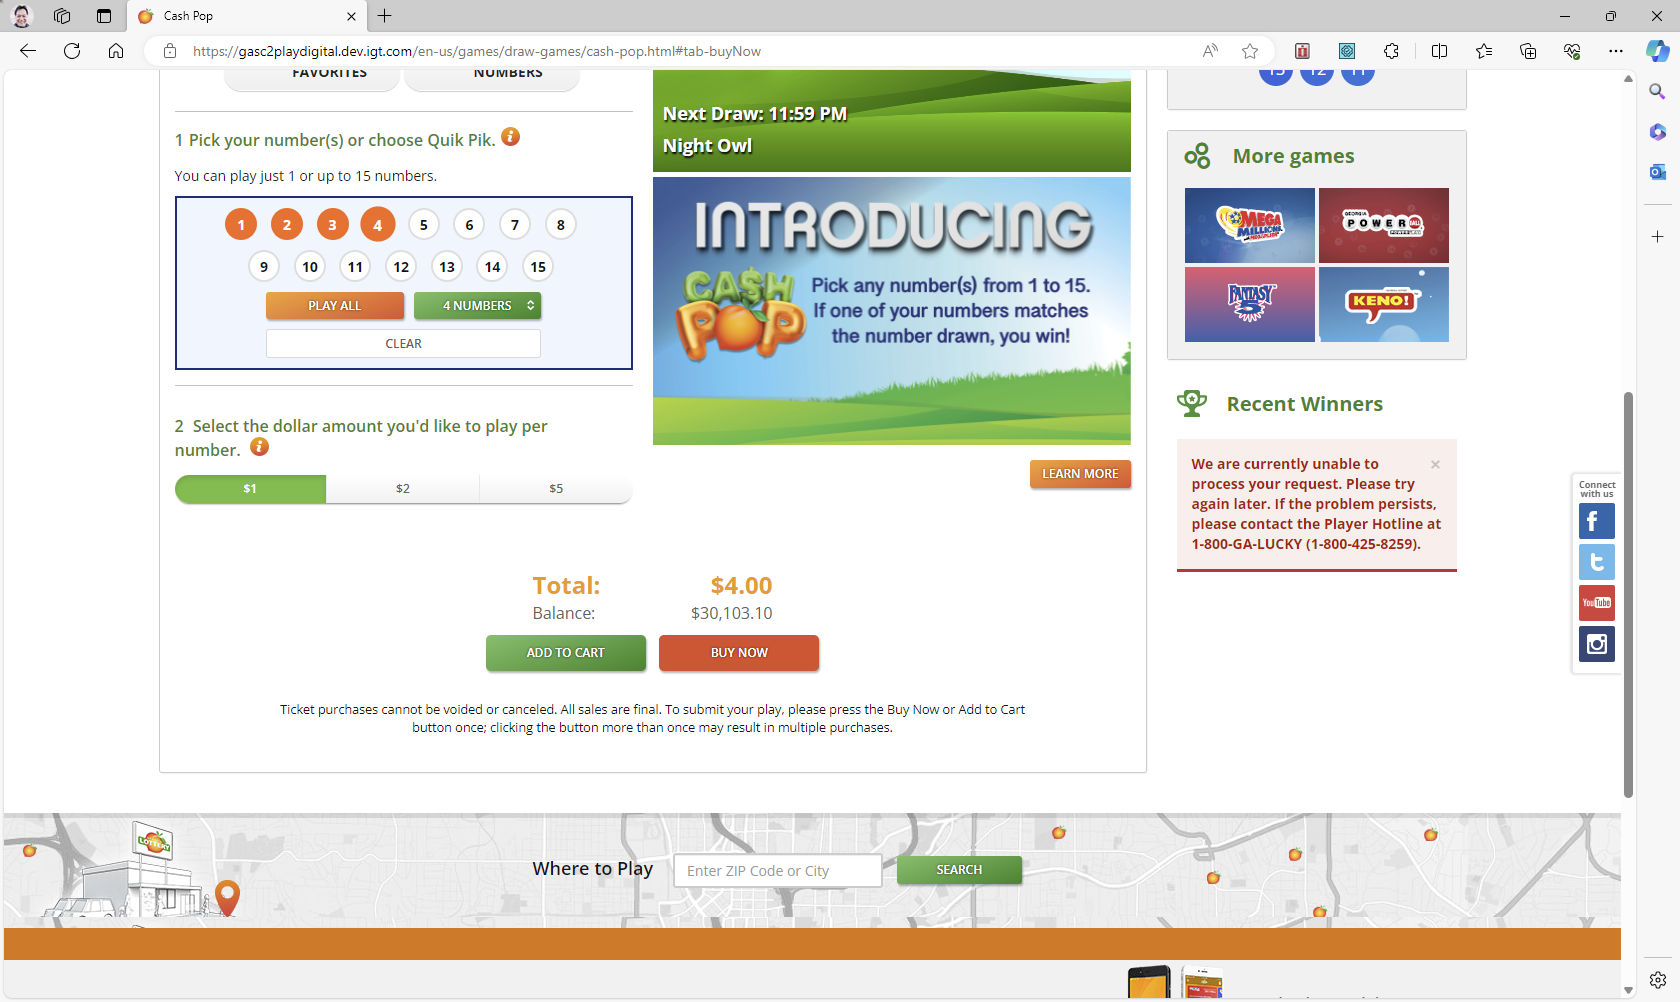 Cash Pop
https://gasc2playdigital.dev.igt.com/en-us/games/draw-games/cash-pop.html#tab-buyNow
FAVORITES
NUMBERS
1 Pick your number(s) or choose Quik Pik.
You can play just 1 or up to 15 numbers.
1 2 3 4 5 6 7 8
9 10 11 12 13 14 15
PLAY ALL
4 NUMBERS
CLEAR
2 Select the dollar amount you'd like to play per
number.
$1
$2
$5
Next Draw: 11:59 PM
Night Owl
INTRODUCING
CA$H
POP
Pick any number(s) from 1 to 15.
If one of your numbers matches
the number drawn, you win!
LEARN MORE
Total: $4.00
Balance: $30,103.10
ADD TO CART
BUY NOW
Ticket purchases cannot be voided or canceled. All sales are final. To submit your play, please press the Buy Now or Add to Cart
button once; clicking the button more than once may result in multiple purchases.
13 12 11
More games
MEGA
MILLIONS
GEORGIA
POWERBALL
FANTASY
5
KENO!
Recent Winners
We are currently unable to
process your request. Please try
again later. If the problem persists,
please contact the Player Hotline at
1-800-GA-LUCKY (1-800-425-8259).
Connect
with us
YouTube
LOTTERY
Where to Play
Enter ZIP Code or City
SEARCH